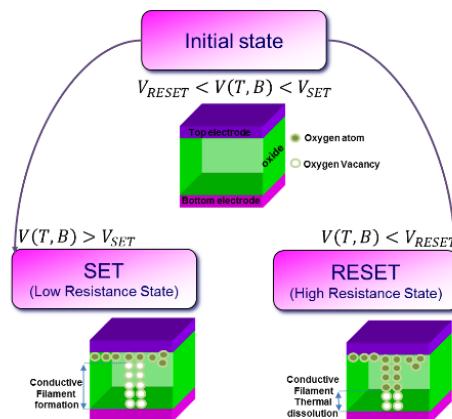 Initial state
V_RESET < V(T, B) < V_SET
Top electrode
oxide
Bottom electrode
Oxygen atom
Oxygen Vacancy
V(T, B) > V_SET
V(T, B) < V_RESET
SET
(Low Resistance State)
RESET
(High Resistance State)
Conductive
Filament
formation
Conductive
Filament
Thermal
dissolution